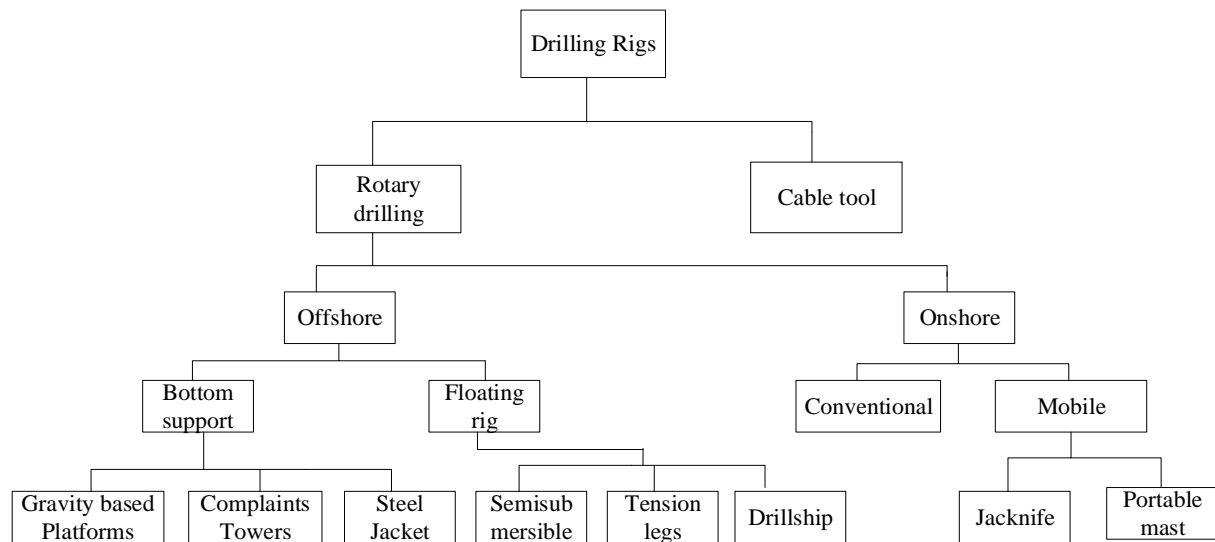 Drilling Rigs
Rotary
drilling
Cable tool
Offshore
Onshore
Bottom
support
Floating
rig
Conventional
Mobile
Gravity based
Platforms
Complaints
Towers
Steel
Jacket
Semisub
mersible
Tension
legs
Drillship
Jacknife
Portable
mast